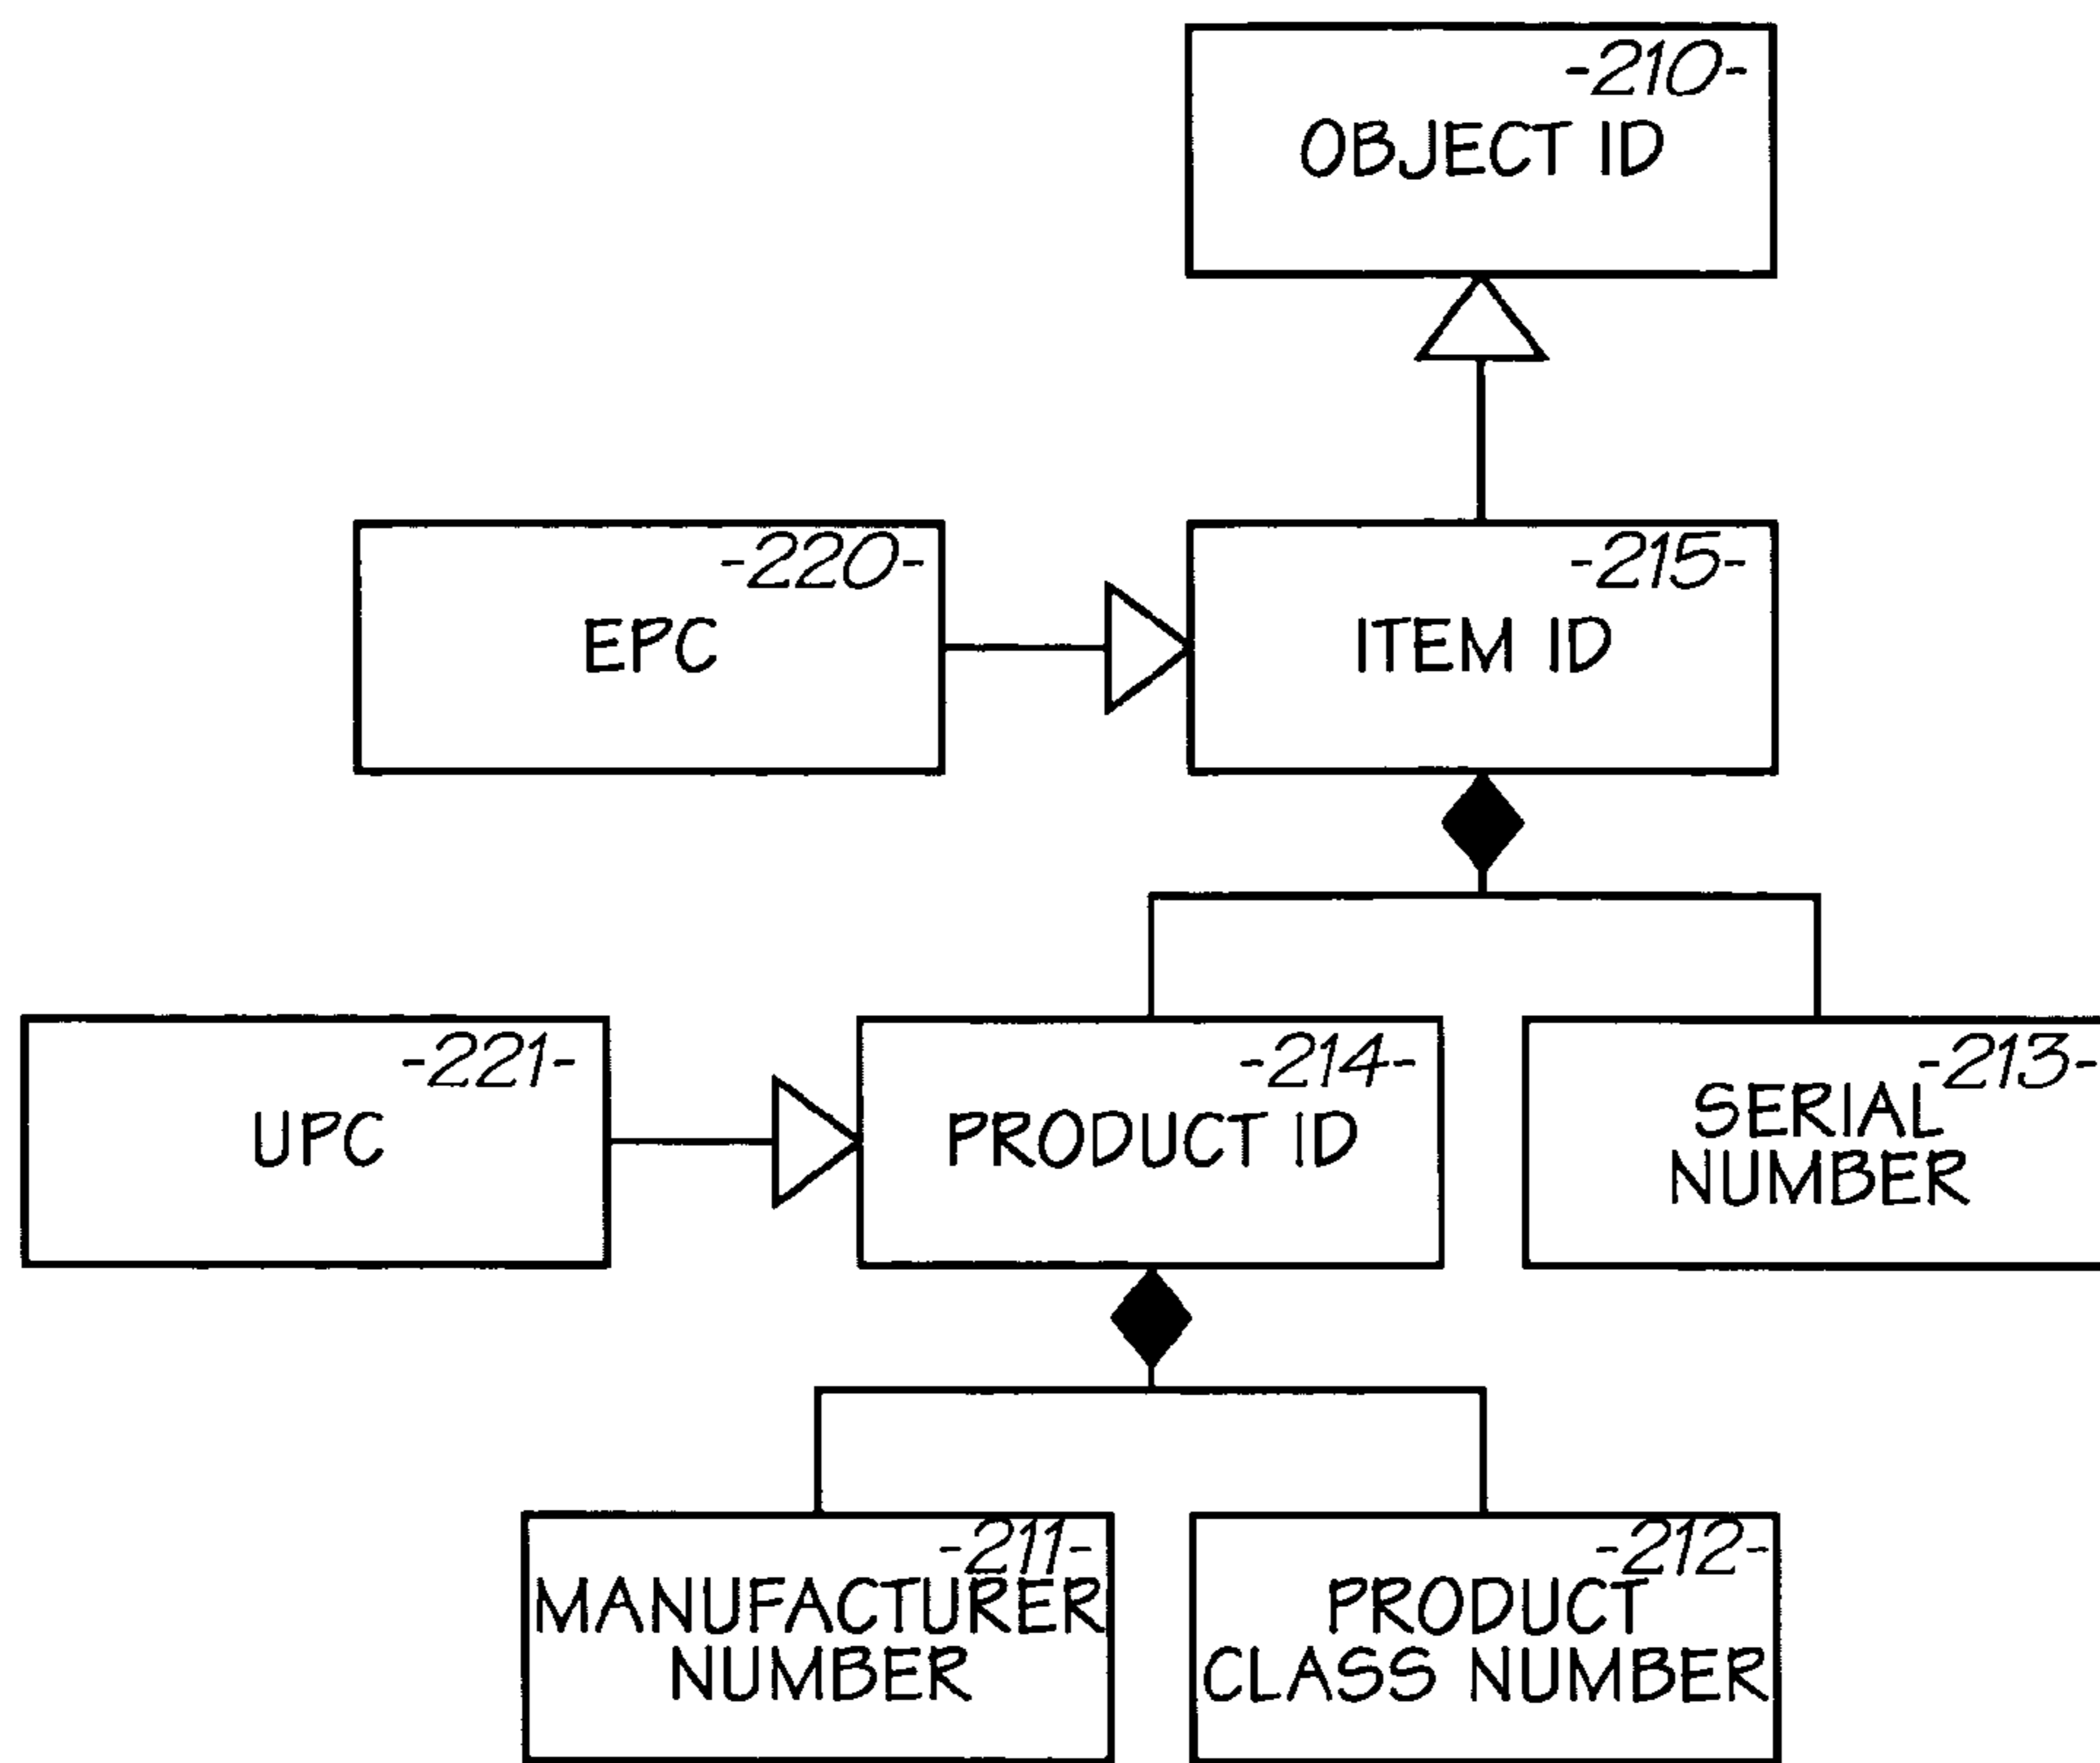 -210-
OBJECT ID
-220-
EPC
-215-
ITEM ID
-221-
UPC
-214-
PRODUCT ID
-213-
SERIAL
NUMBER
-211-
MANUFACTURER
NUMBER
-212-
PRODUCT
CLASS NUMBER